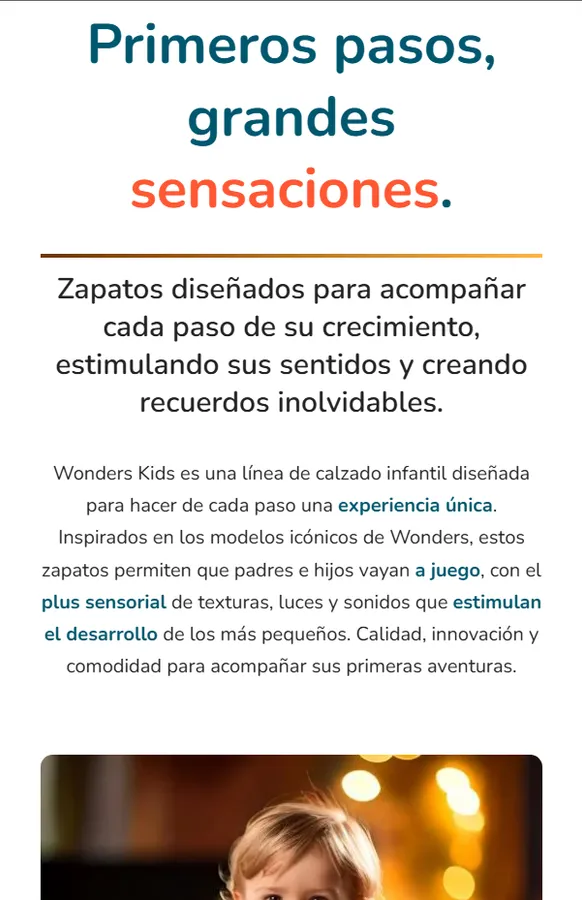 Primeros pasos,
grandes
sensaciones.
Zapatos diseñados para acompañar
cada paso de su crecimiento,
estimulando sus sentidos y creando
recuerdos inolvidables.
Wonders Kids es una línea de calzado infantil diseñada
para hacer de cada paso una experiencia única.
Inspirados en los modelos icónicos de Wonders, estos
zapatos permiten que padres e hijos vayan a juego, con el
plus sensorial de texturas, luces y sonidos que estimulan
el desarrollo de los más pequeños. Calidad, innovación y
comodidad para acompañar sus primeras aventuras.